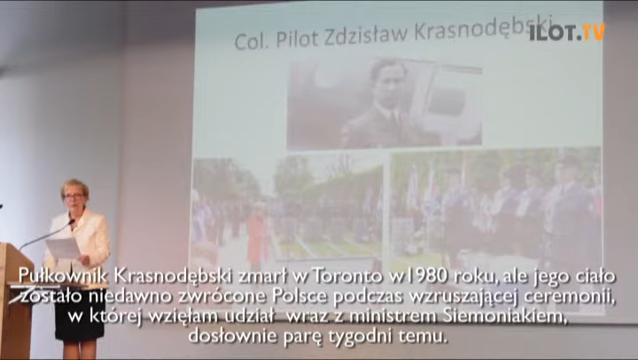 Col. Pilot Zdzisław Krasnodębski
ILOT.TV
Pułkownik Krasnodębski zmarł w Toronto w1980 roku, ale jego ciało
zostało niedawno zwrócone Polsce podczas wzruszającej ceremonii,
w której wzięłam udział wraz z ministrem Siemoniakiem,
dosłownie parę tygodni temu.